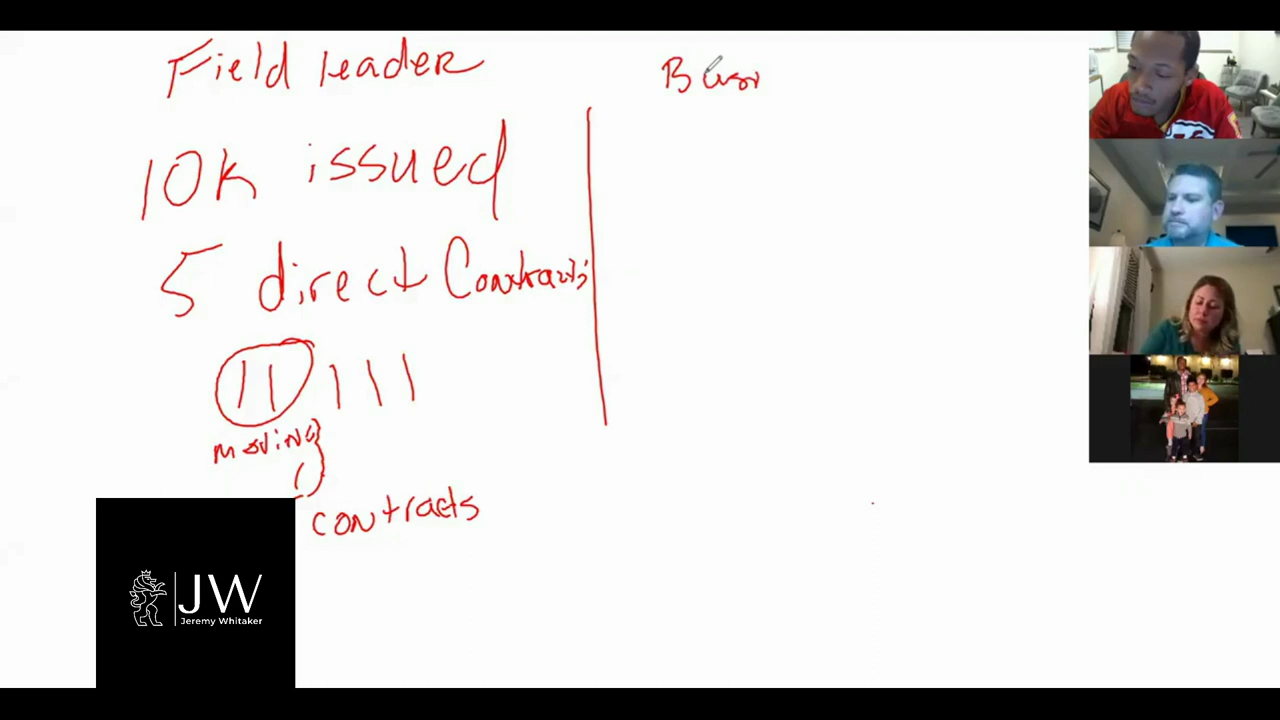 Field leader
10k issued
5 direct Contracts
moving
contracts
JW
Jeremy Whitaker